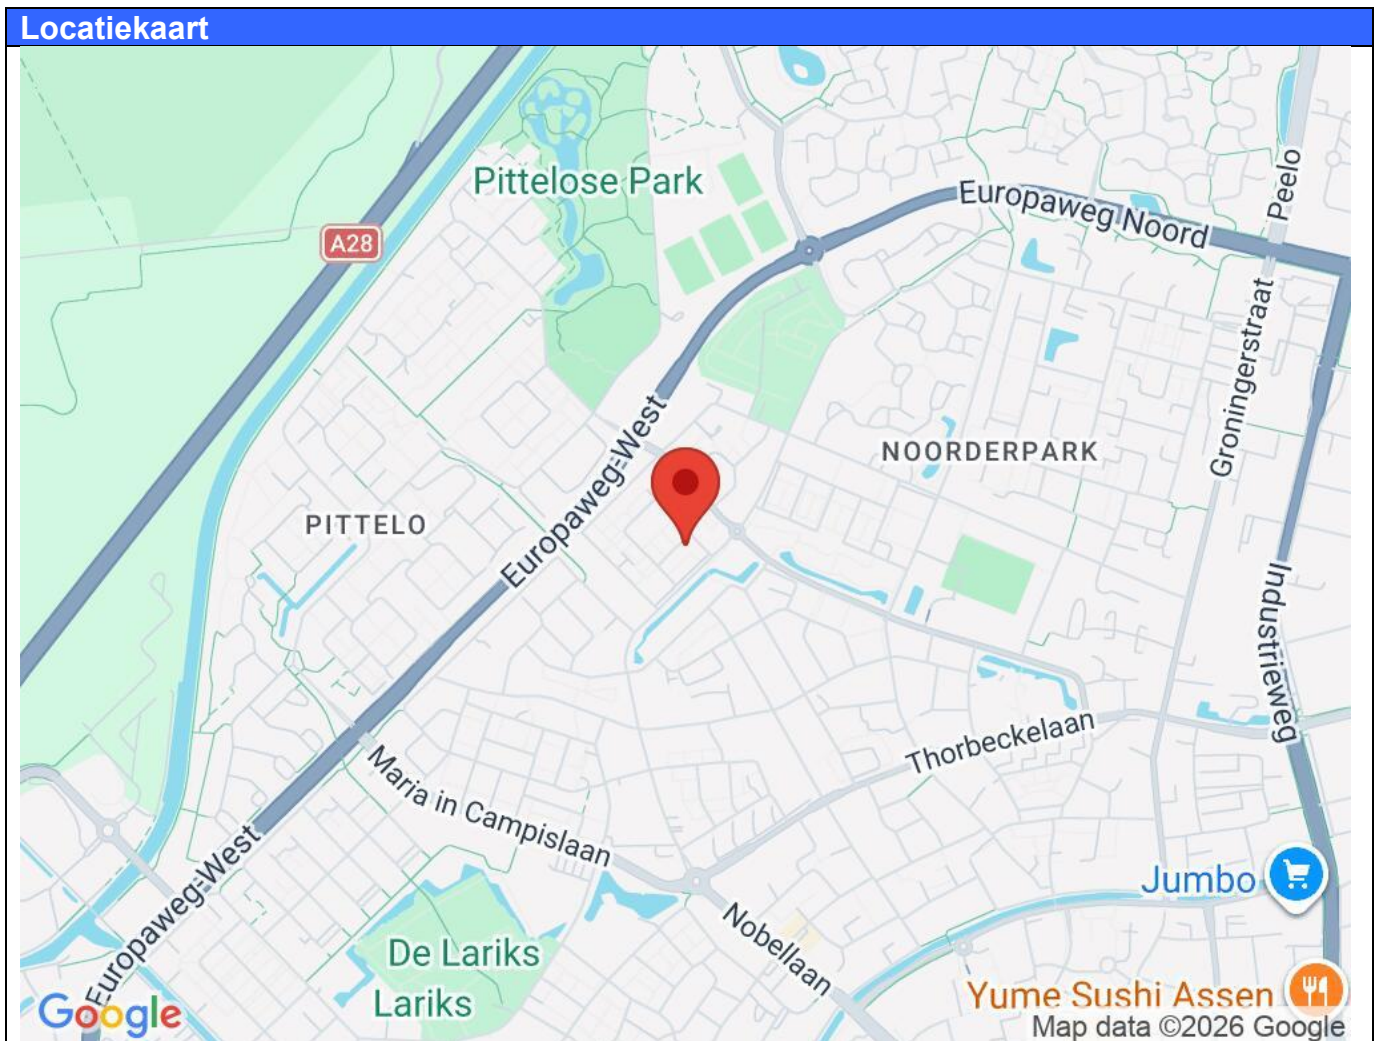 Locatiekaart
Pittelose Park
Europaweg Noord
Peelo
A28
Groningerstraat
Europaweg-West
NOORDERPARK
PITTELO
Industrieweg
Thorbeckelaan
Maria in Campislaan
Europaweg-West
Jumbo
Nobellaan
De Lariks
Lariks
Yume Sushi Assen
Google
Map data ©2026 Google